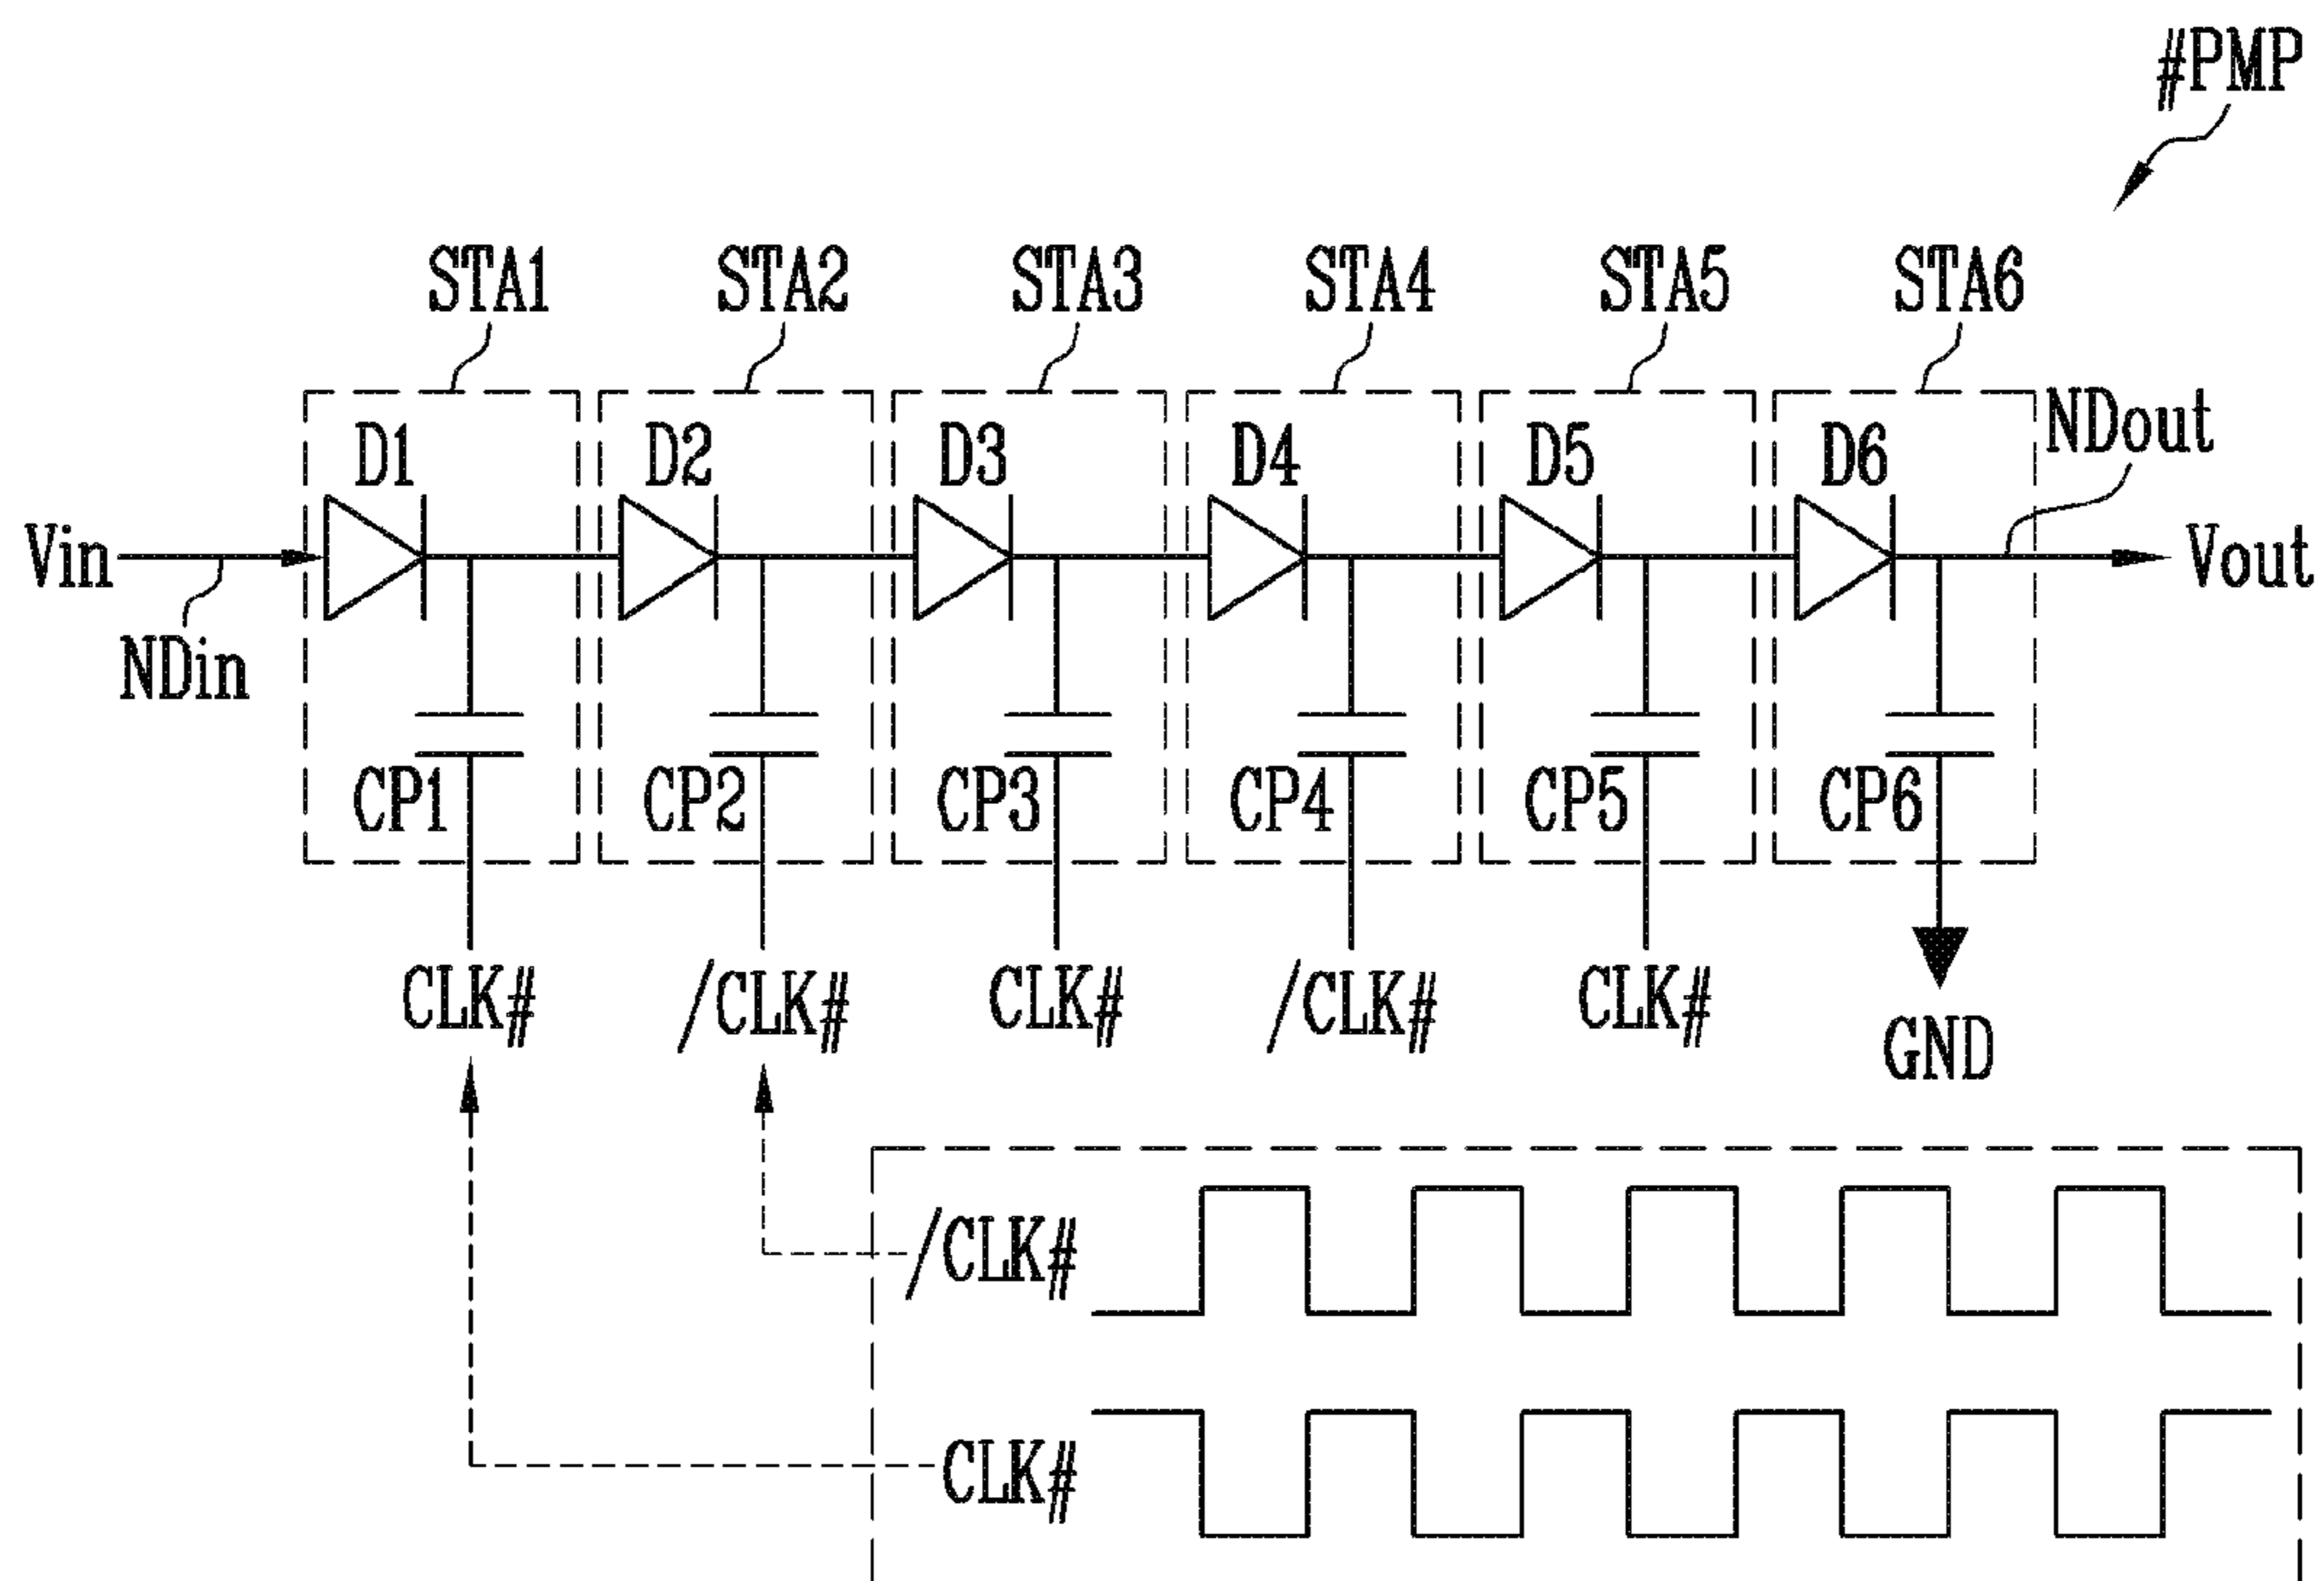 #PMP
STA1 STA2 STA3 STA4 STA5 STA6
D1 D2 D3 D4 D5 D6 NDout
Vin Vout
NDin
CP1 CP2 CP3 CP4 CP5 CP6
CLK# /CLK# CLK# /CLK# CLK# GND
/CLK#
CLK#